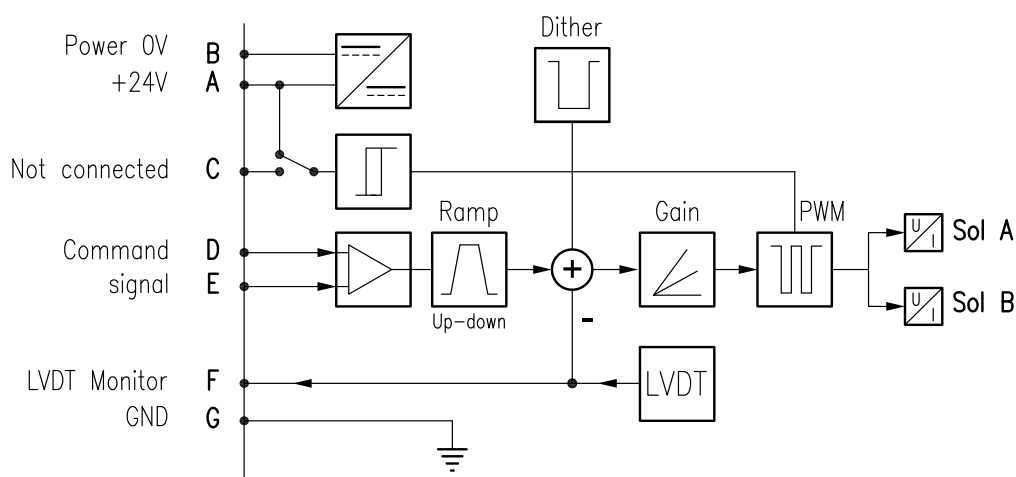 Dither
Power 0V B
+24V A
Not connected C
Ramp Gain PWM
Command D
signal E
U I Sol A
U I Sol B
+
Up-down
-
LVDT Monitor F
LVDT
GND G